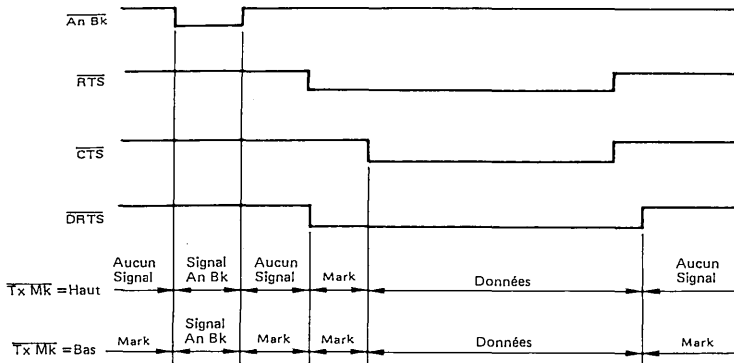 An Bk
RTS
CTS
DRTS
Aucun Signal
Signal An Bk
Aucun Signal
Mark
Données
Aucun Signal
Tx Mk = Haut
Signal An Bk
Tx Mk = Bas
Mark
Mark
Mark
Données
Mark